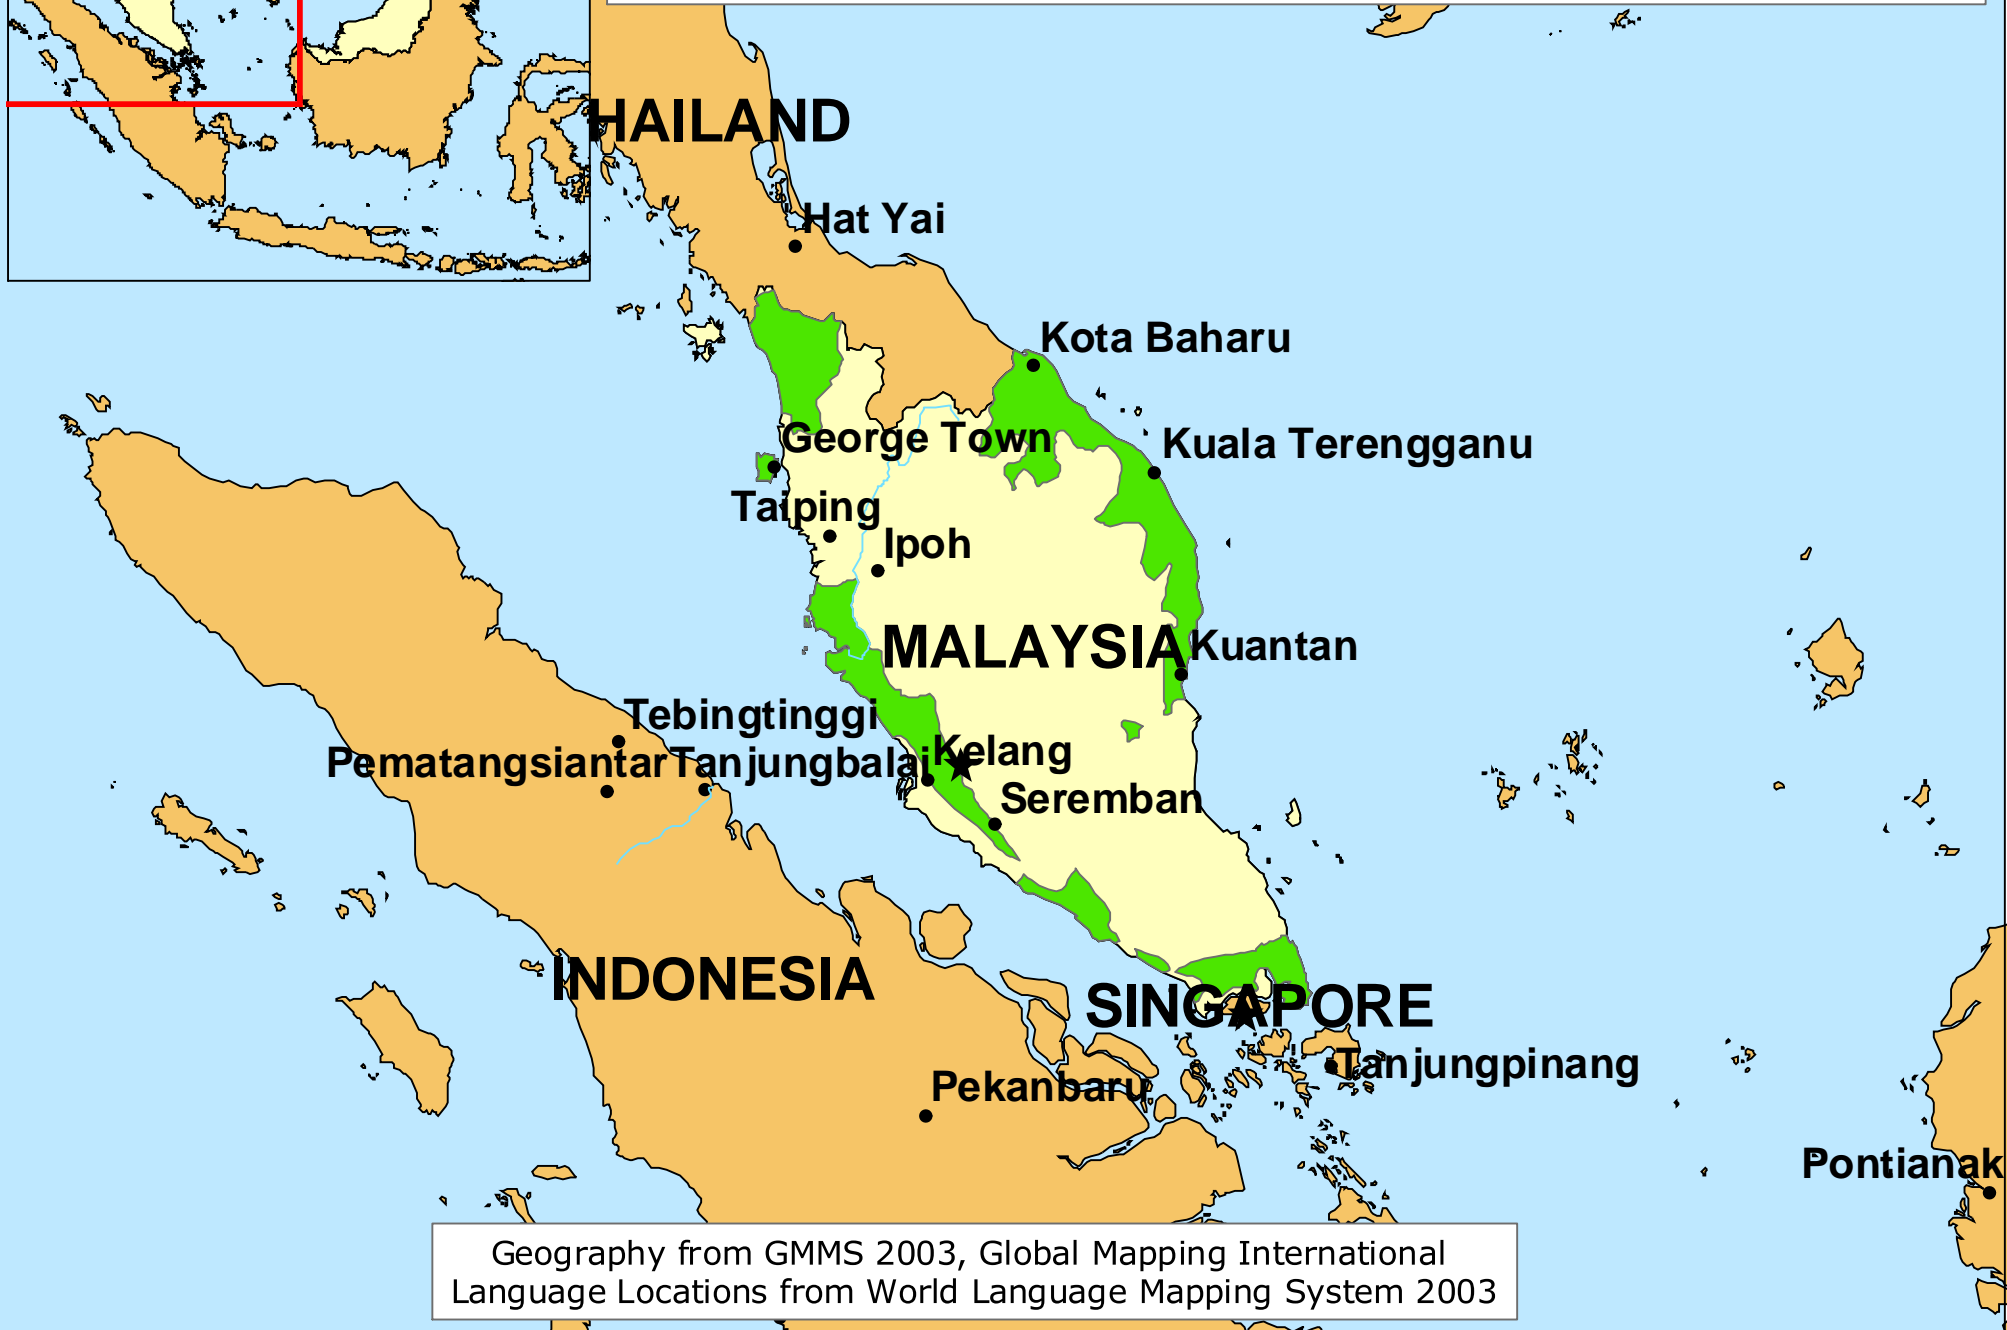 HAILAND
Hat Yai
Kota Baharu
George Town
Kuala Terengganu
Taiping
Ipoh
MALAYSIA
Kuantan
Tebingtinggi
Kelang
Pematangsiantar
Tanjungbalai
Seremban
INDONESIA
SINGAPORE
Tanjungpinang
Pekanbaru
Pontianak
Geography from GMMS 2003, Global Mapping International
Language Locations from World Language Mapping System 2003